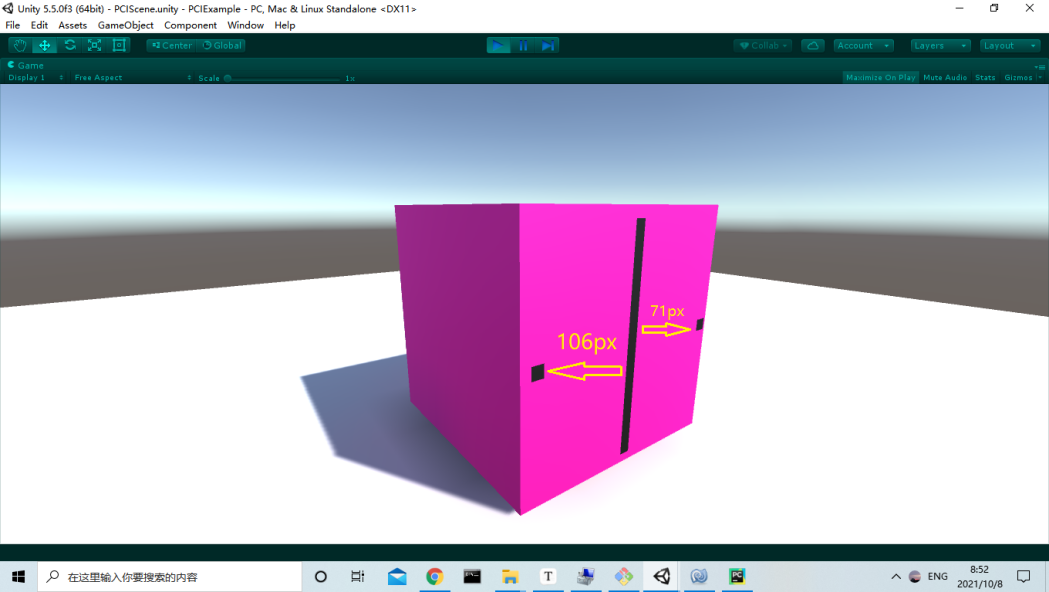 Unity 5.5.0f3 (64bit) - PCIScene.unity - PCIExample - PC, Mac & Linux Standalone <DX11>
File Edit Assets GameObject Component Window Help
Center Global Collab Account Layers Layout
Game
Display 1 Free Aspect Scale 1x Maximize On Play Mute Audio Stats Gizmos
71px
106px
在这里输入你要搜索的内容
T
PC
ENG
8:52
2021/10/8